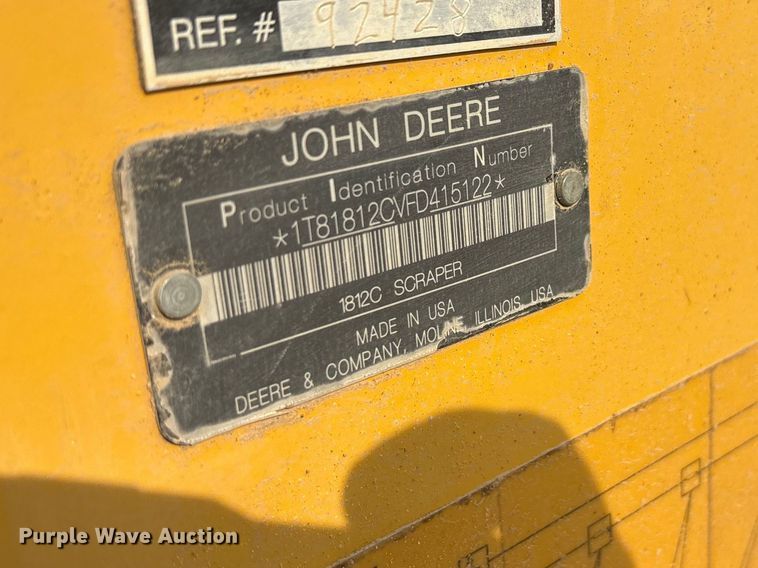 REF. # 92428
JOHN DEERE
Product Identification Number
*1T81812CVFD415122*
1812C SCRAPER
MADE IN USA
DEERE & COMPANY, MOLINE, ILLINOIS, USA
Purple Wave Auction